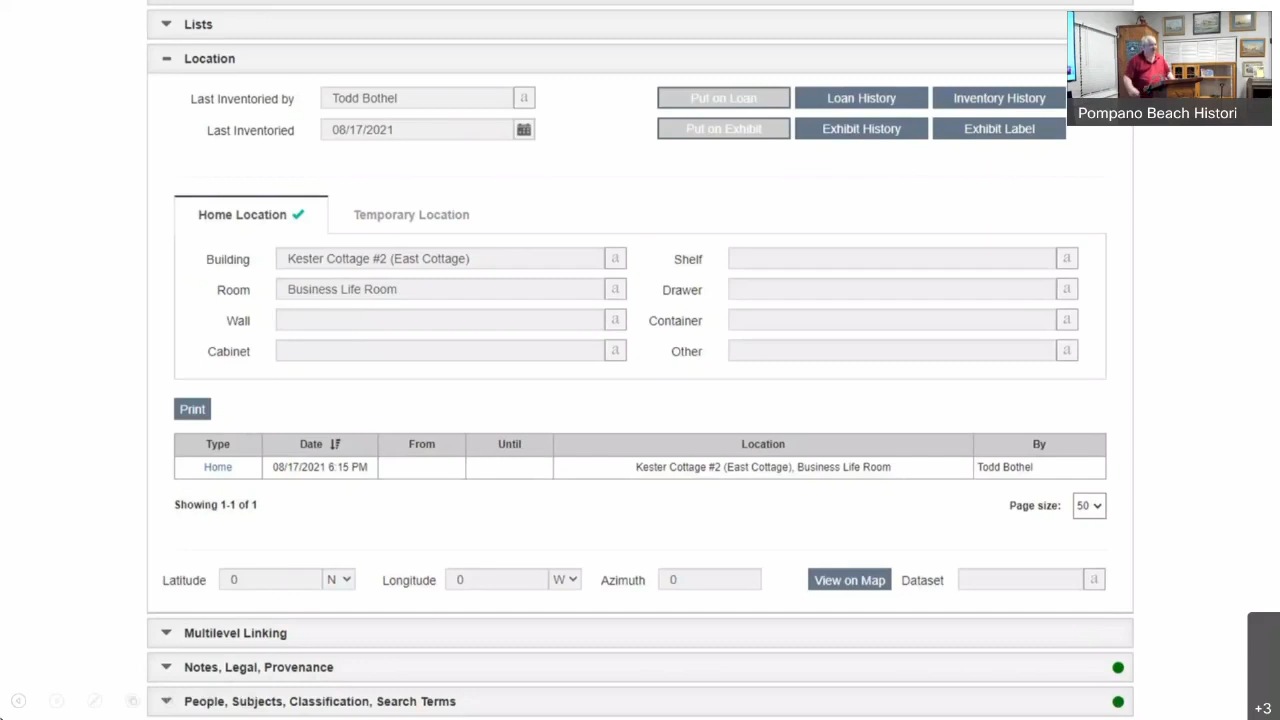 Lists
Location
Last Inventoried by Todd Bothel a Put on Loan Loan History Inventory History
Last Inventoried 08/17/2021 Put on Exhibit Exhibit History Exhibit Label
Pompano Beach Histori
Home Location Temporary Location
Building Kester Cottage #2 (East Cottage) a Shelf a
Room Business Life Room a Drawer a
Wall a Container a
Cabinet a Other a
Print
Type Date From Until Location By
Home 08/17/2021 6:15 PM Kester Cottage #2 (East Cottage), Business Life Room Todd Bothel
Showing 1-1 of 1 Page size: 50
Latitude 0 N Longitude 0 W Azimuth 0 View on Map Dataset a
Multilevel Linking
Notes, Legal, Provenance
People, Subjects, Classification, Search Terms
+3